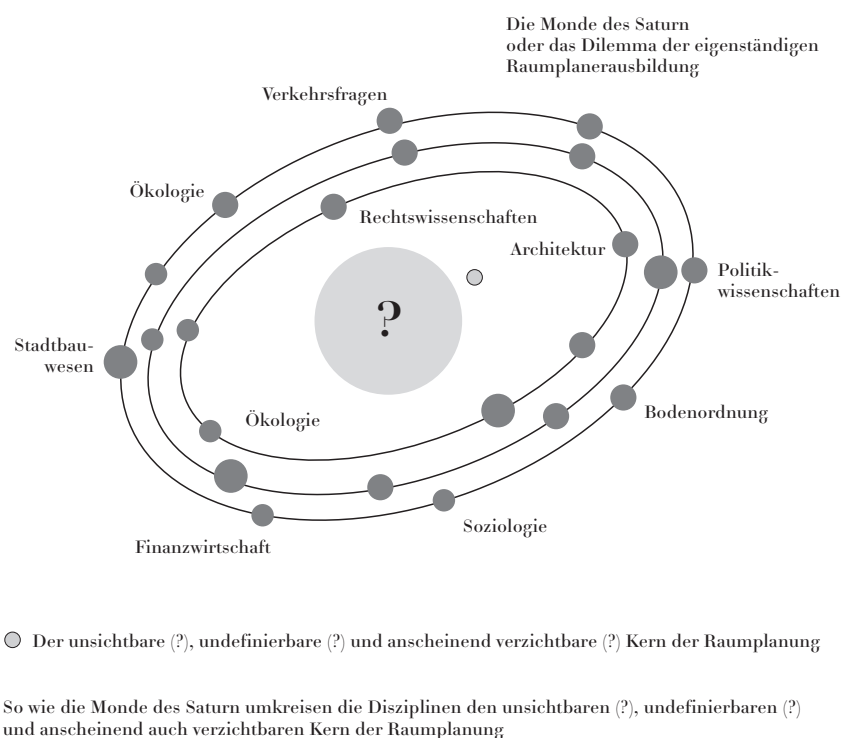 Die Monde des Saturn
oder das Dilemma der eigenständigen
Raumplanerausbildung
Verkehrsfragen
Ökologie
Rechtswissenschaften
Architektur
Politik-
wissenschaften
?
Stadtbau-
wesen
Ökologie
Bodenordnung
Soziologie
Finanzwirtschaft
Der unsichtbare (?), undefinierbare (?) und anscheinend verzichtbare (?) Kern der Raumplanung
So wie die Monde des Saturn umkreisen die Disziplinen den unsichtbaren (?), undefinierbaren (?)
und anscheinend auch verzichtbaren Kern der Raumplanung